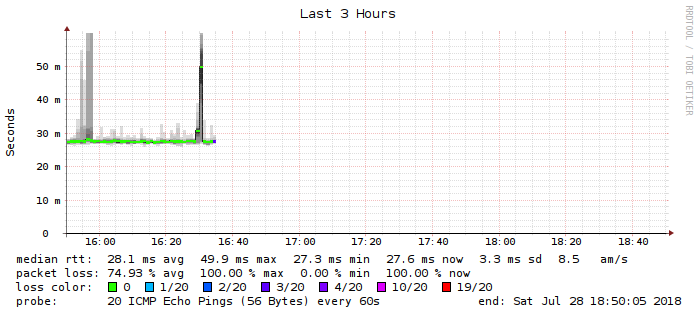 Last 3 Hours
RRDTOOL / TOBI OETIKER
Seconds
50 m
40 m
30 m
20 m
10 m
0
16:00 16:20 16:40 17:00 17:20 17:40 18:00 18:20 18:40
median rtt: 28.1 ms avg 49.9 ms max 27.3 ms min 27.6 ms now 3.3 ms sd 8.5 am/s
packet loss: 74.93 % avg 100.00 % max 0.00 % min 100.00 % now
loss color: 0 1/20 2/20 3/20 4/20 10/20 19/20
probe: 20 ICMP Echo Pings (56 Bytes) every 60s end: Sat Jul 28 18:50:05 2018